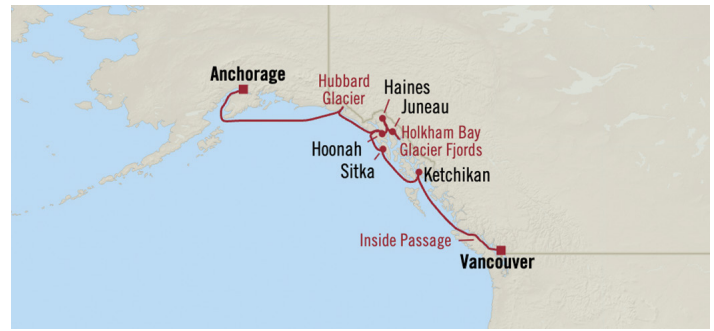 Anchorage
Hubbard
Glacier
Haines
Juneau
Holkham Bay
Glacier Fjords
Hoonah
Sitka
Ketchikan
Inside Passage
Vancouver